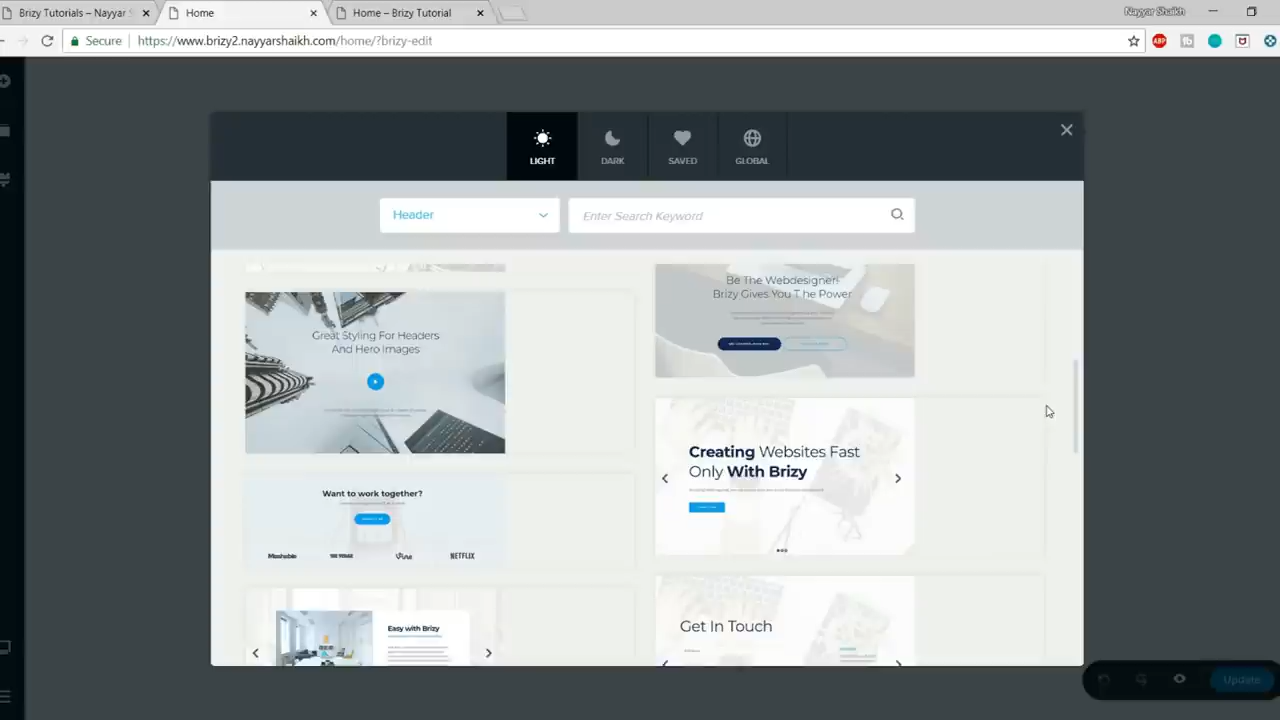 Brizy Tutorials – Nayyar S
Home
Home – Brizy Tutorial
Nayyar Shaikh
Secure
https://www.brizy2.nayyarshaikh.com/home/?brizy-edit
ABP
LIGHT
DARK
SAVED
GLOBAL
Header
Enter Search Keyword
Be The Webdesigner!
Brizy Gives You T he Power
Great Styling For Headers
And Hero Images
Creating Websites Fast
Only With Brizy
Want to work together?
Mashable
Vine
NETFLIX
Easy with Brizy
Get In Touch
Update